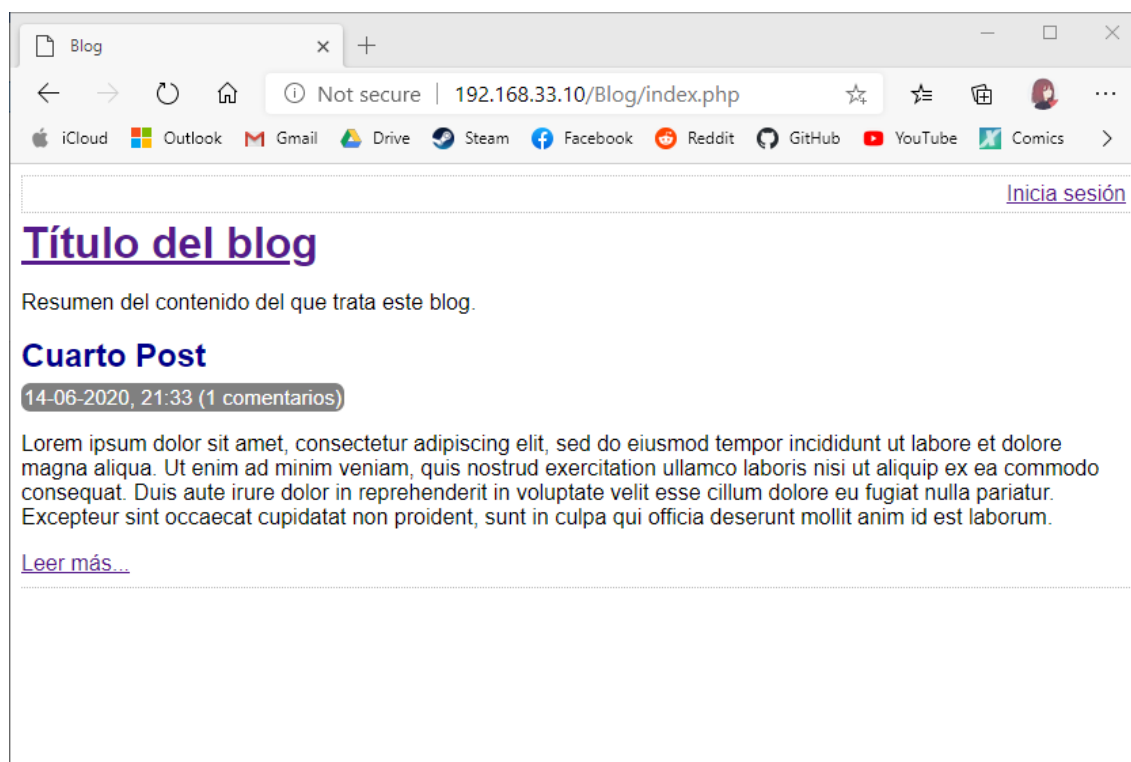 Blog
Not secure | 192.168.33.10/Blog/index.php
iCloud Outlook Gmail Drive Steam Facebook Reddit GitHub YouTube Comics
Inicia sesión
Título del blog
Resumen del contenido del que trata este blog.
Cuarto Post
14-06-2020, 21:33 (1 comentarios)
Lorem ipsum dolor sit amet, consectetur adipiscing elit, sed do eiusmod tempor incididunt ut labore et dolore
magna aliqua. Ut enim ad minim veniam, quis nostrud exercitation ullamco laboris nisi ut aliquip ex ea commodo
consequat. Duis aute irure dolor in reprehenderit in voluptate velit esse cillum dolore eu fugiat nulla pariatur.
Excepteur sint occaecat cupidatat non proident, sunt in culpa qui officia deserunt mollit anim id est laborum.
Leer más...